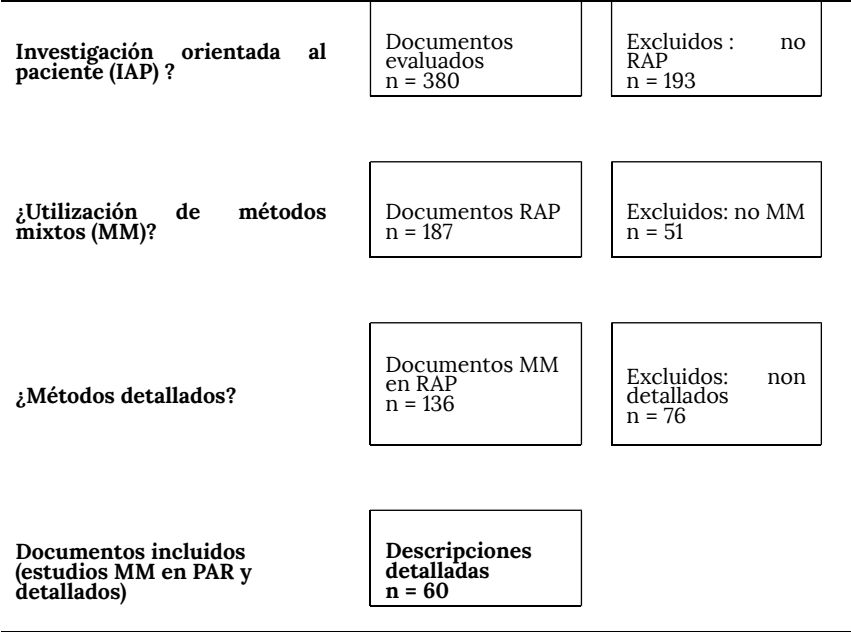 Investigación orientada al
paciente (IAP) ?
Documentos
evaluados
n = 380
Excluidos : no
RAP
n = 193
¿Utilización de métodos
mixtos (MM)?
Documentos RAP
n = 187
Excluidos: no MM
n = 51
¿Métodos detallados?
Documentos MM
en RAP
n = 136
Excluidos: non
detallados
n = 76
Documentos incluidos
(estudios MM en PAR y
detallados)
Descripciones
detalladas
n = 60